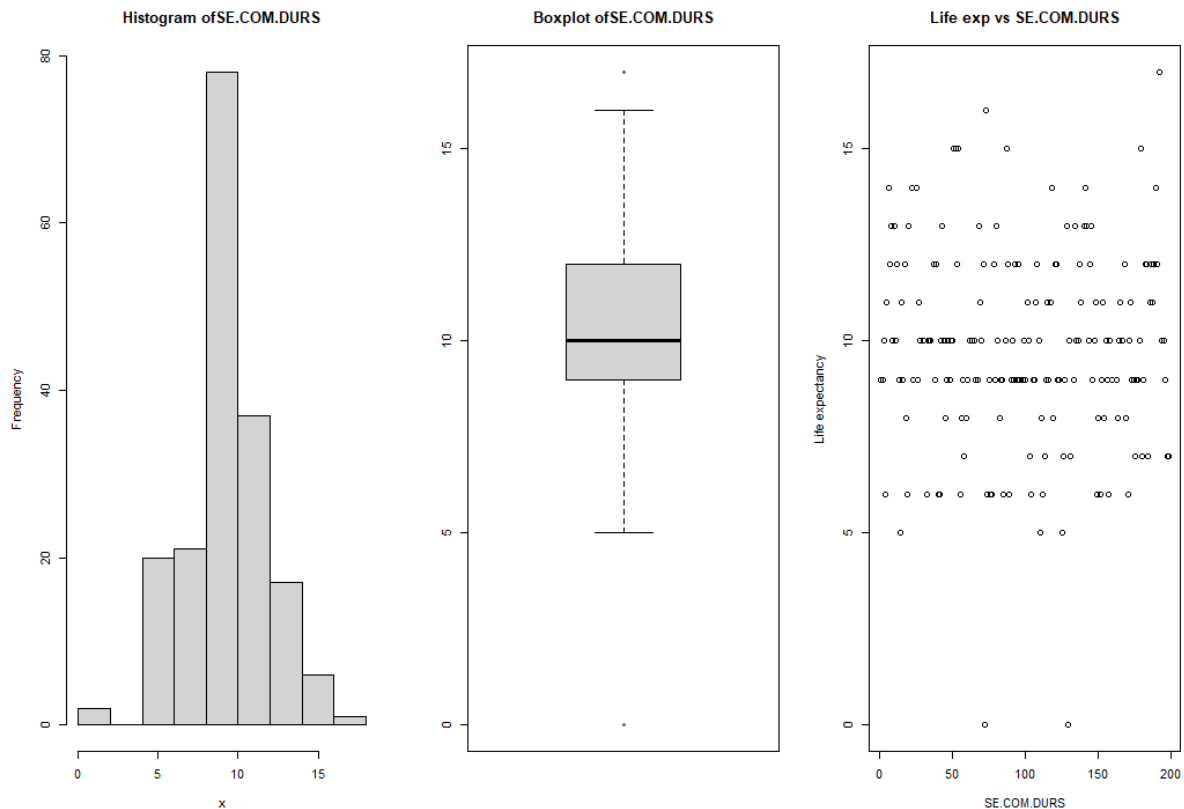 Histogram ofSE.COM.DURS
Frequency
80
60
40
20
0
0 5 10 15
x
Boxplot ofSE.COM.DURS
15
10
5
0
Life exp vs SE.COM.DURS
Life expectancy
15
10
5
0
0 50 100 150 200
SE.COM.DURS